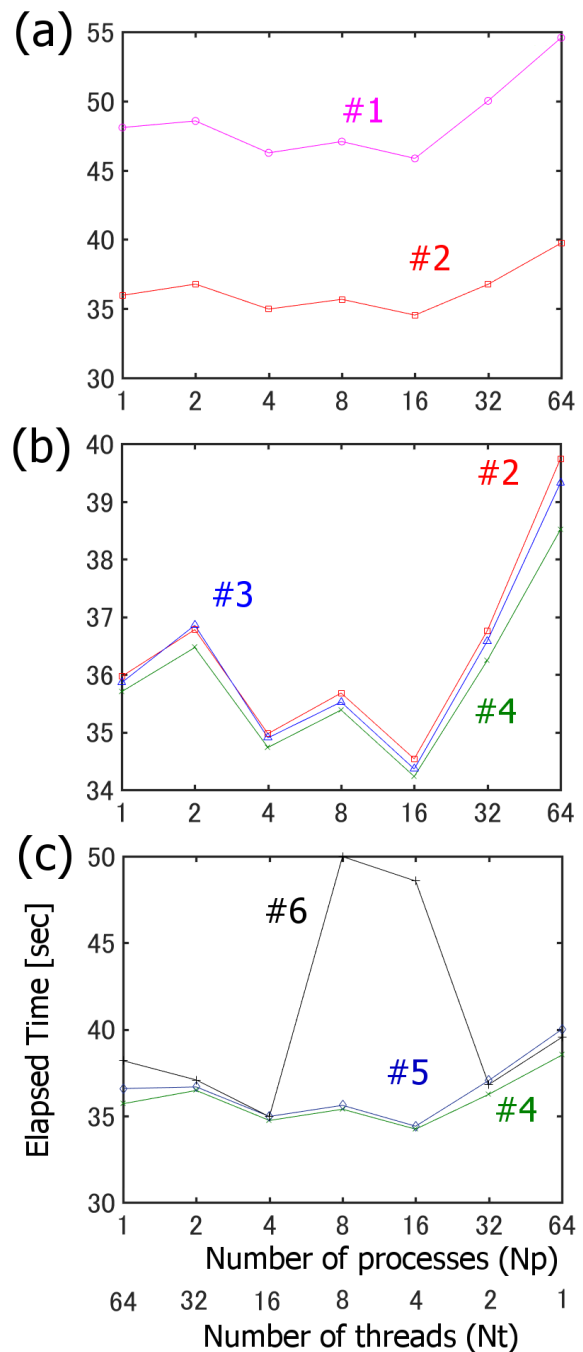 (a)
55
50
45
40
35
30
#1
#2
1 2 4 8 16 32 64
(b)
40
39
38
37
36
35
34
#2
#3
#4
1 2 4 8 16 32 64
(c)
50
45
40
35
30
Elapsed Time [sec]
#6
#5
#4
1 2 4 8 16 32 64
Number of processes (Np)
64 32 16 8 4 2 1
Number of threads (Nt)